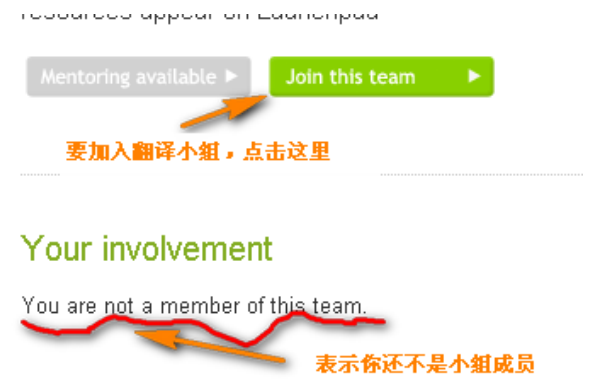 resources appear on Launchpad
Mentoring available
Join this team
要加入翻译小组，点击这里
Your involvement
You are not a member of this team.
表示你还不是小组成员